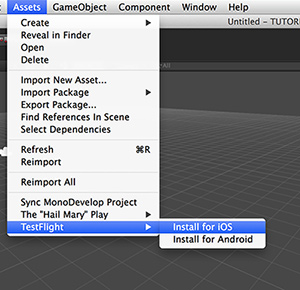 Assets GameObject Component Window Help
Untitled - TUTOR
Create
Reveal in Finder
Open
Delete
Import New Asset...
Import Package
Export Package...
Find References In Scene
Select Dependencies
Refresh ⌘R
Reimport
Reimport All
Sync MonoDevelop Project
The "Hail Mary" Play
TestFlight
Install for iOS
Install for Android